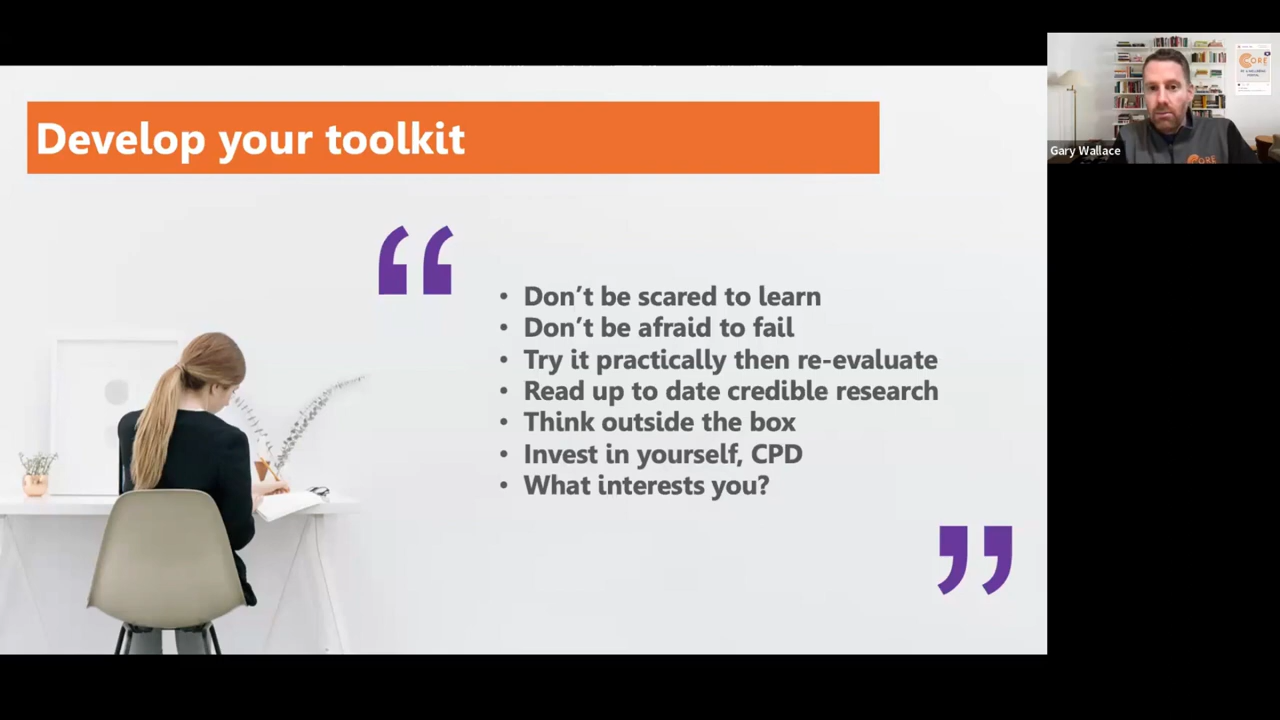 Develop your toolkit
“
• Don’t be scared to learn
• Don’t be afraid to fail
• Try it practically then re-evaluate
• Read up to date credible research
• Think outside the box
• Invest in yourself, CPD
• What interests you?
”
CORE
Gary Wallace
CORE